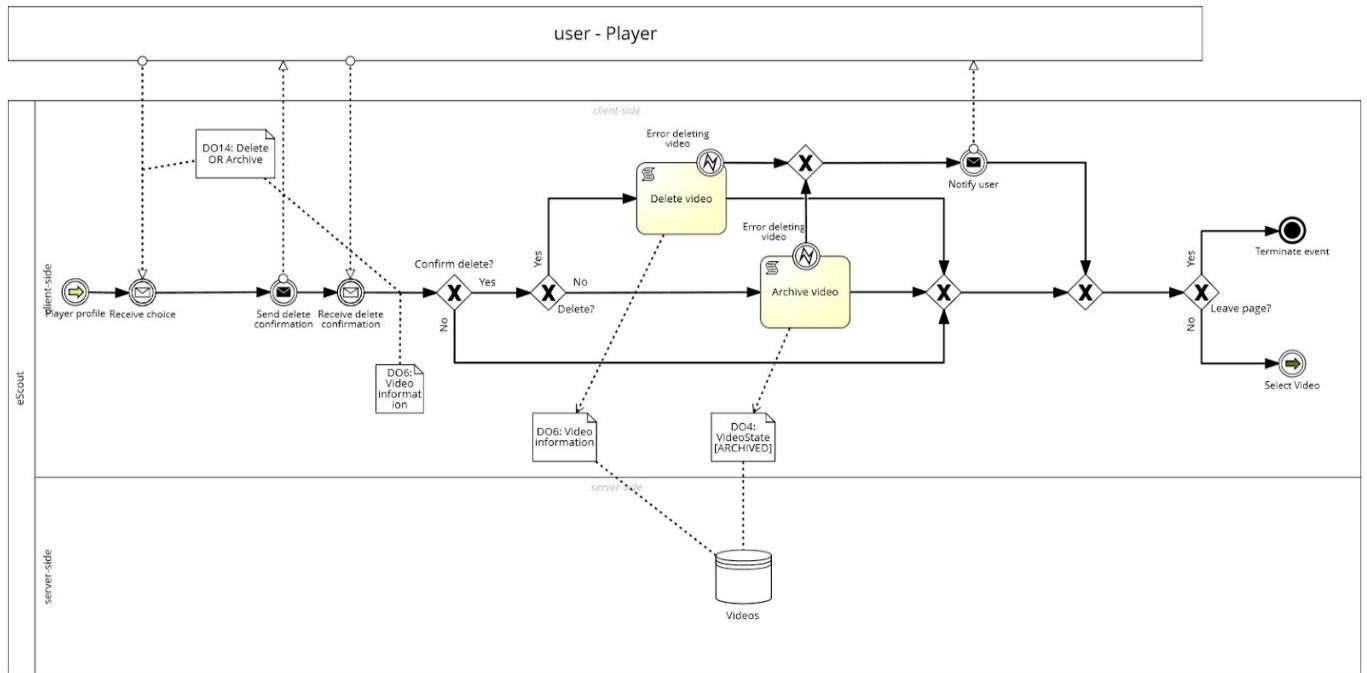 user - Player
client-side
DO14: Delete
OR Archive
Error deleting
video
Delete video
Notify user
Error deleting
video
Archive video
Yes
No
Delete?
Confirm delete?
Yes
No
client-side
Player profile
Receive choice
Send delete
confirmation
Receive delete
confirmation
Yes
Terminate event
Leave page?
No
Select Video
DO6:
Video
informat
ion
DO6: Video
information
DO4:
VideoState
[ARCHIVED]
eScout
server-side
server-side
Videos